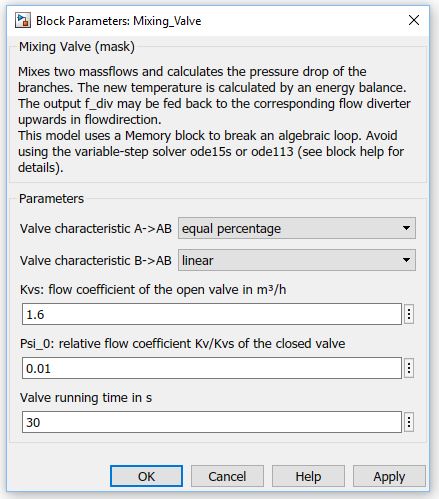 Block Parameters: Mixing_Valve
Mixing Valve (mask)
Mixes two massflows and calculates the pressure drop of the
branches. The new temperature is calculated by an energy balance.
The output f_div may be fed back to the corresponding flow diverter
upwards in flowdirection.
This model uses a Memory block to break an algebraic loop. Avoid
using the variable-step solver ode15s or ode113 (see block help for
details).
Parameters
Valve characteristic A->AB equal percentage
Valve characteristic B->AB linear
Kvs: flow coefficient of the open valve in m³/h
1.6
Psi_0: relative flow coefficient Kv/Kvs of the closed valve
0.01
Valve running time in s
30
OK Cancel Help Apply